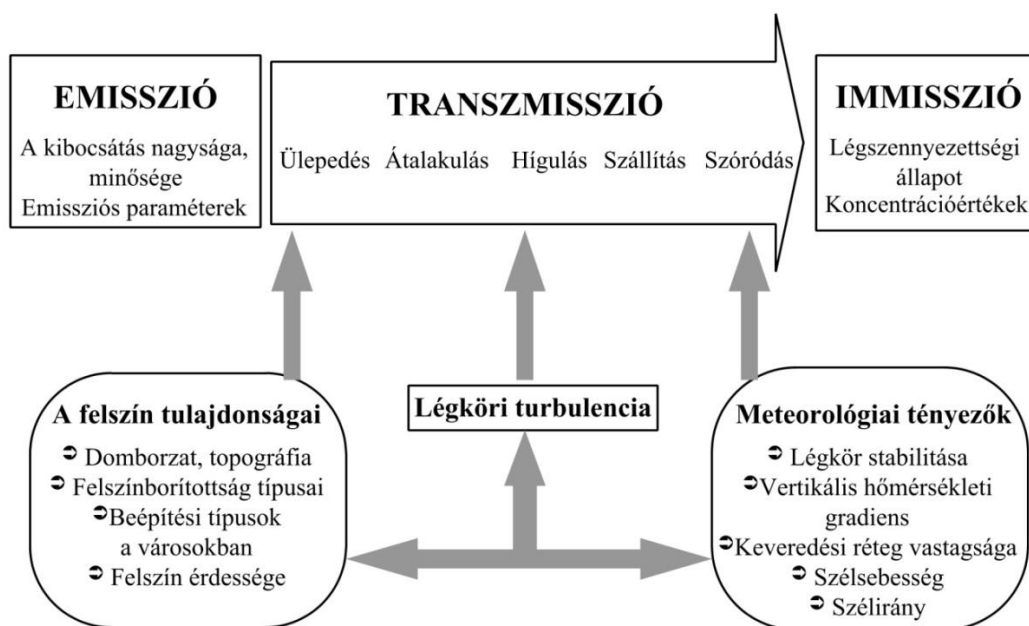 EMISSZIÓ
A kibocsátás nagysága,
minősége
Emissziós paraméterek
TRANSZMISSZIÓ
Ülepedés Átalakulás Hígulás Szállítás Szóródás
IMMISSZIÓ
Légszennyezettségi
állapot
Koncentrációértékek
A felszín tulajdonságai
➲ Domborzat, topográfia
➲ Felszínborítottság típusai
➲Beépítési típusok
a városokban
➲ Felszín érdessége
Légköri turbulencia
Meteorológiai tényezők
➲ Légkör stabilitása
➲Vertikális hőmérsékleti
gradiens
➲Keveredési réteg vastagsága
➲ Szélsebesség
➲ Szélirány